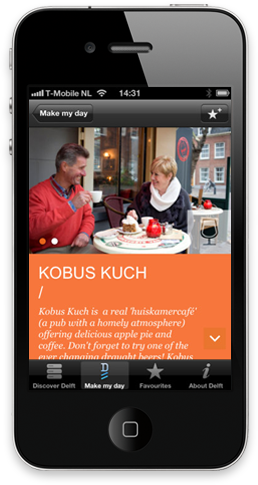 T-Mobile NL 14:31
Make my day
KOBUS KUCH
/
Kobus Kuch is a real 'huiskamercafé'
(a pub with a homely atmosphere)
offering delicious apple pie and
coffee. Don't forget to try one of the
ever changing draught beers! Kobus
Discover Delft Make my day Favourites About Delft